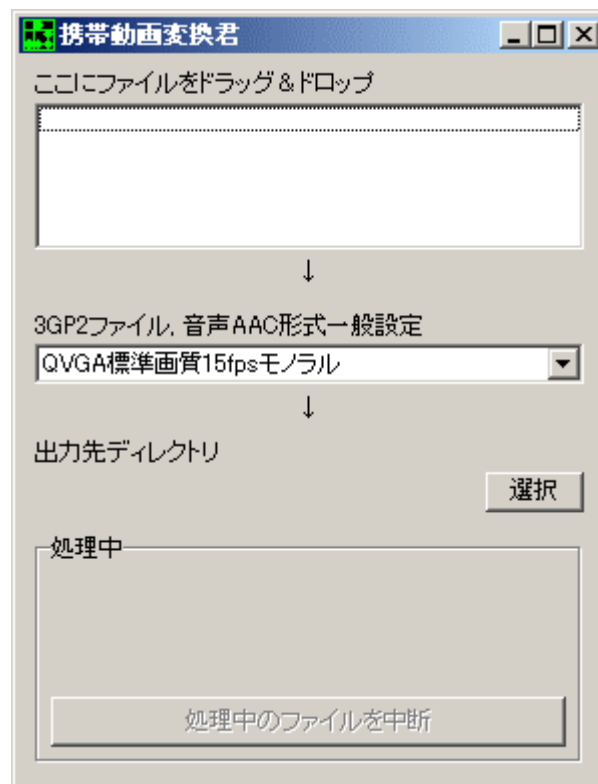 携帯動画変換君
ここにファイルをドラッグ&ドロップ
↓
3GP2ファイル, 音声AAC形式一般設定
QVGA標準画質15fpsモノラル
↓
出力先ディレクトリ
選択
処理中
処理中のファイルを中断